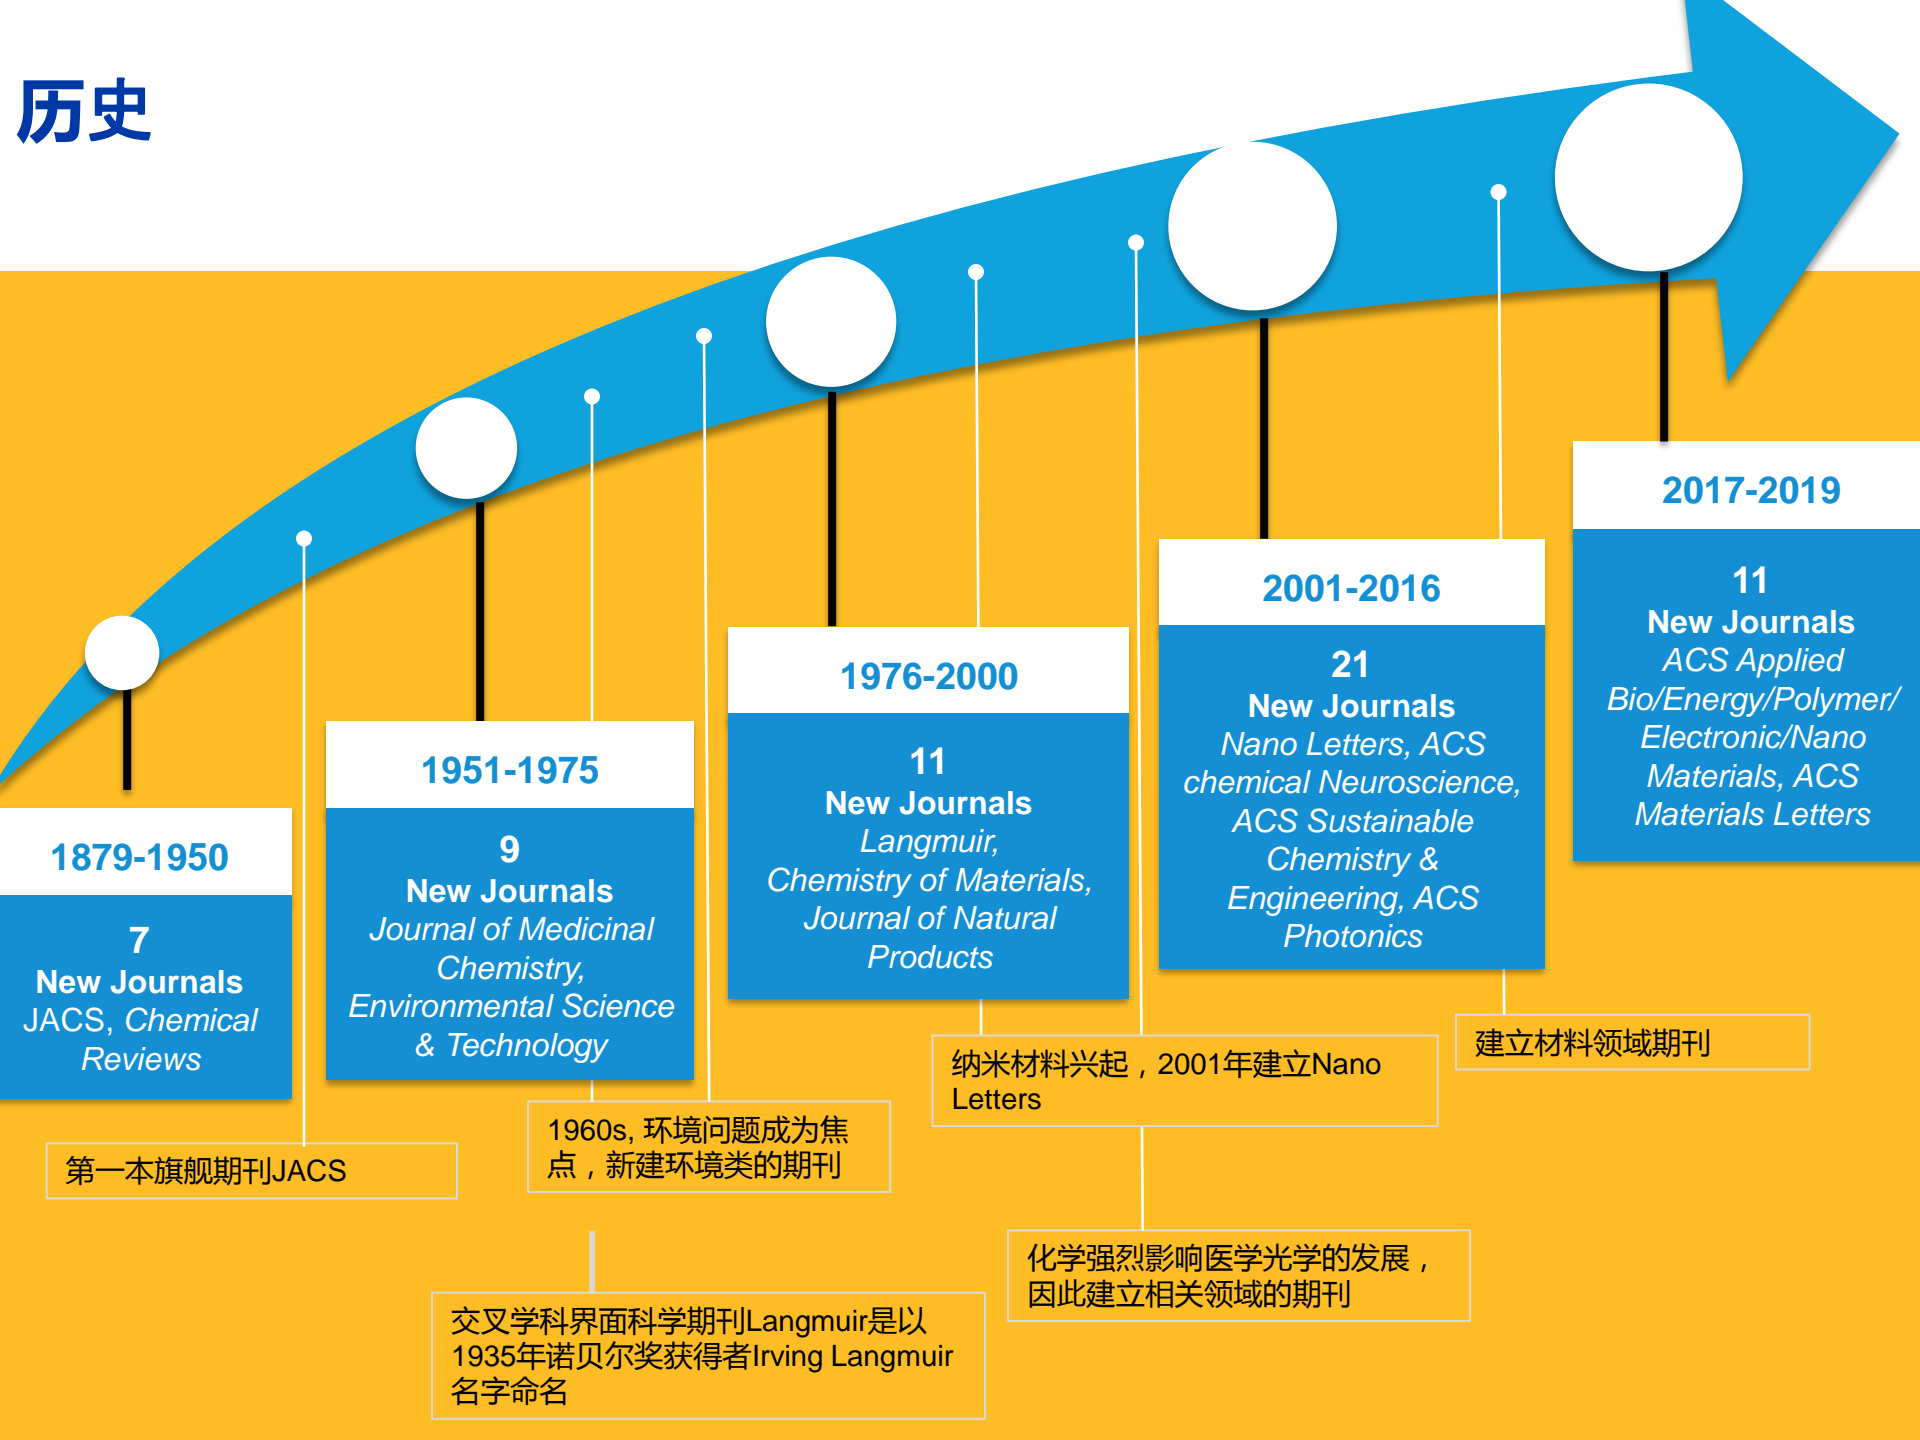 历史
1879-1950
7
New Journals
JACS, Chemical
Reviews
1951-1975
9
New Journals
Journal of Medicinal
Chemistry,
Environmental Science
& Technology
1976-2000
11
New Journals
Langmuir,
Chemistry of Materials,
Journal of Natural
Products
2001-2016
21
New Journals
Nano Letters, ACS
chemical Neuroscience,
ACS Sustainable
Chemistry &
Engineering, ACS
Photonics
2017-2019
11
New Journals
ACS Applied
Bio/Energy/Polymer/
Electronic/Nano
Materials, ACS
Materials Letters
第一本旗舰期刊JACS
1960s, 环境问题成为焦
点，新建环境类的期刊
交叉学科界面科学期刊Langmuir是以
1935年诺贝尔奖获得者Irving Langmuir
名字命名
纳米材料兴起，2001年建立Nano
Letters
化学强烈影响医学光学的发展，
因此建立相关领域的期刊
建立材料领域期刊